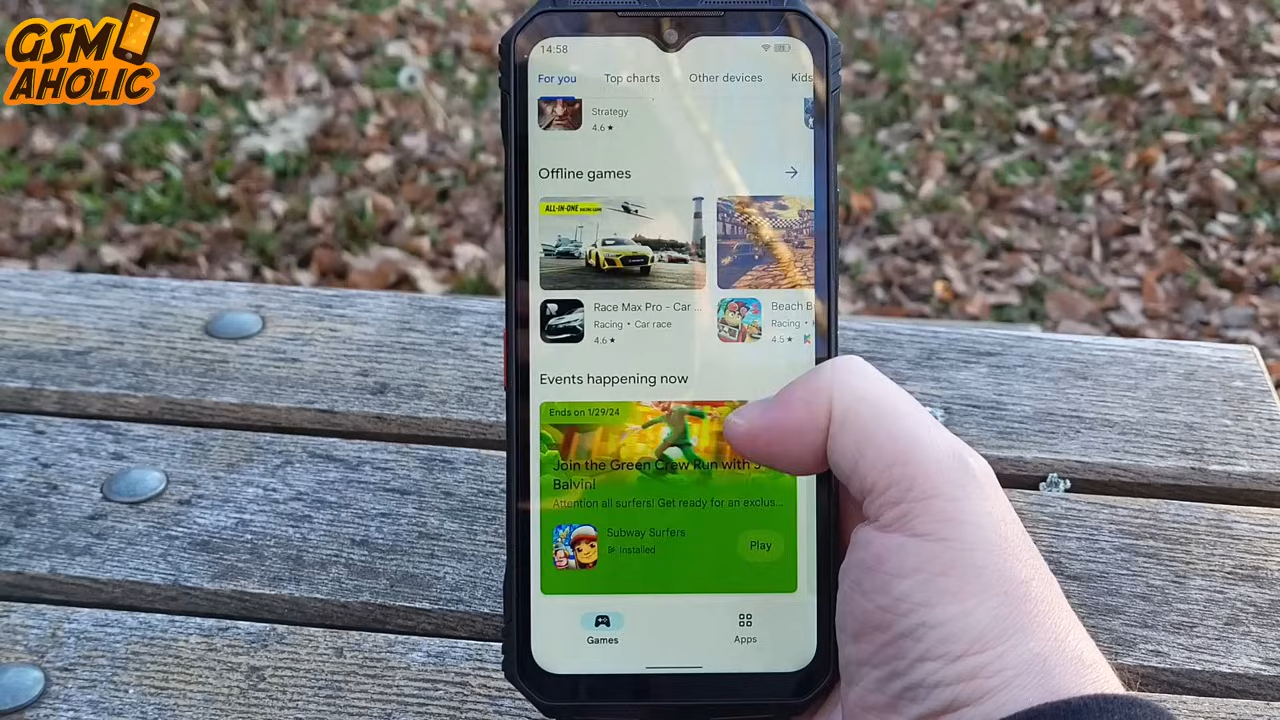 GSM
AHOLIC
14:58
For you
Top charts
Other devices
Kids
Strategy
4.6★
Offline games
ALL-IN-ONE RACING GAME
Race Max Pro - Car ...
Racing • Car race
4.6★
Beach B
Racing •
4.5★
Events happening now
Ends on 1/29/24
Join the Green Crew Run with J
Balvin!
Attention all surfers! Get ready for an exclus...
Subway Surfers
Installed
Play
Games
Apps